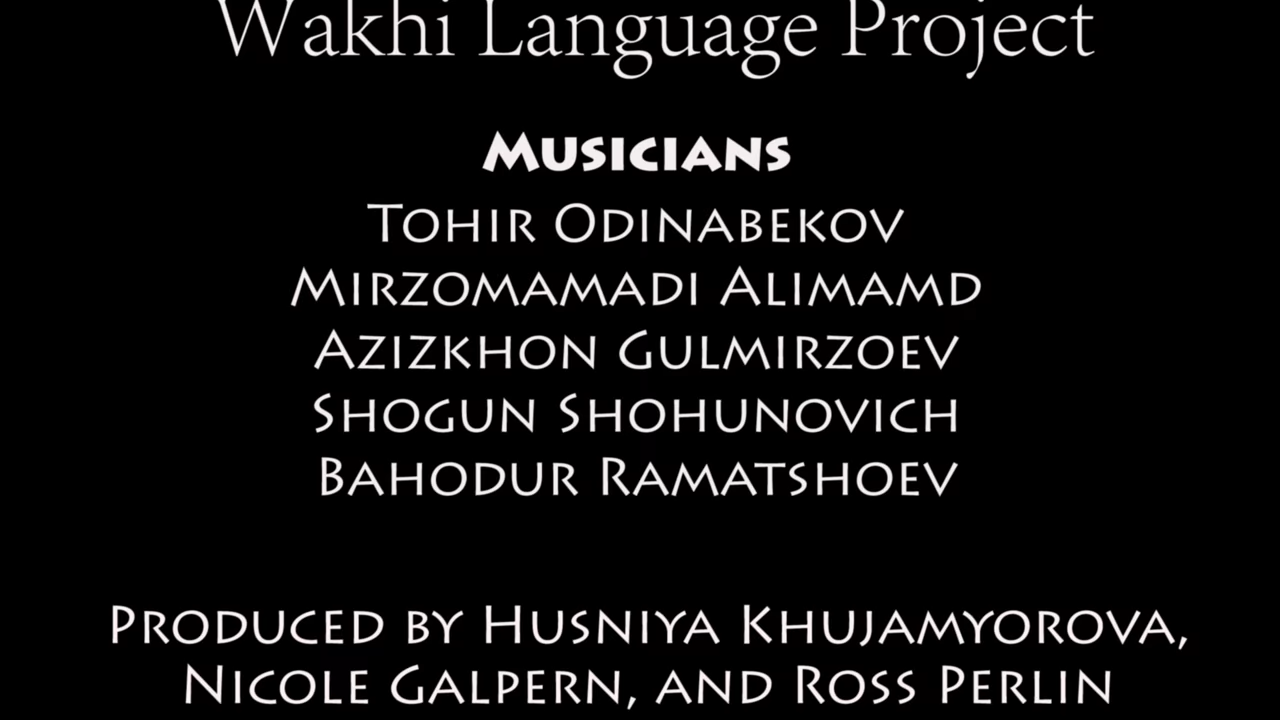 Wakhi Language Project
Musicians
Tohir Odinabekov
Mirzomamadi Alimamd
Azizkhon Gulmirzoev
Shogun Shohunovich
Bahodur Ramatshoev
Produced by Husniya Khujamyorova,
Nicole Galpern, and Ross Perlin